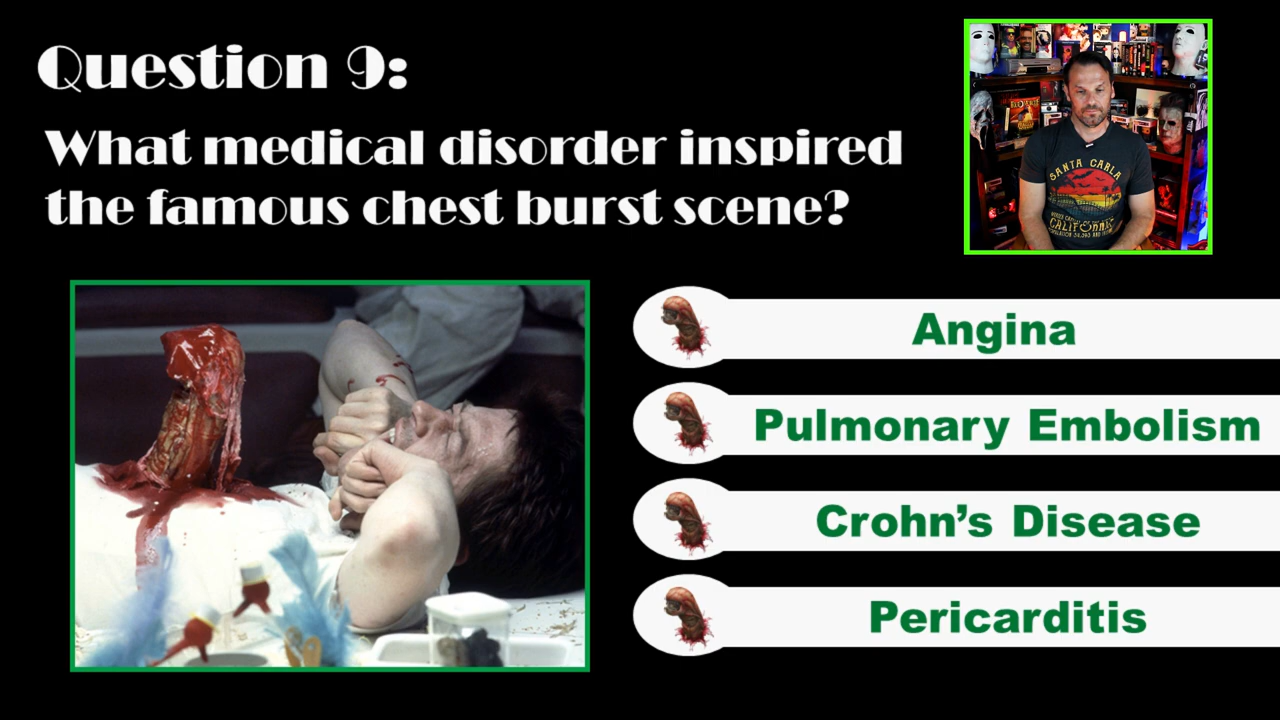 Question 9:
What medical disorder inspired
the famous chest burst scene?
SANTA CARLA
CALIFORNIA
Angina
Pulmonary Embolism
Crohn’s Disease
Pericarditis